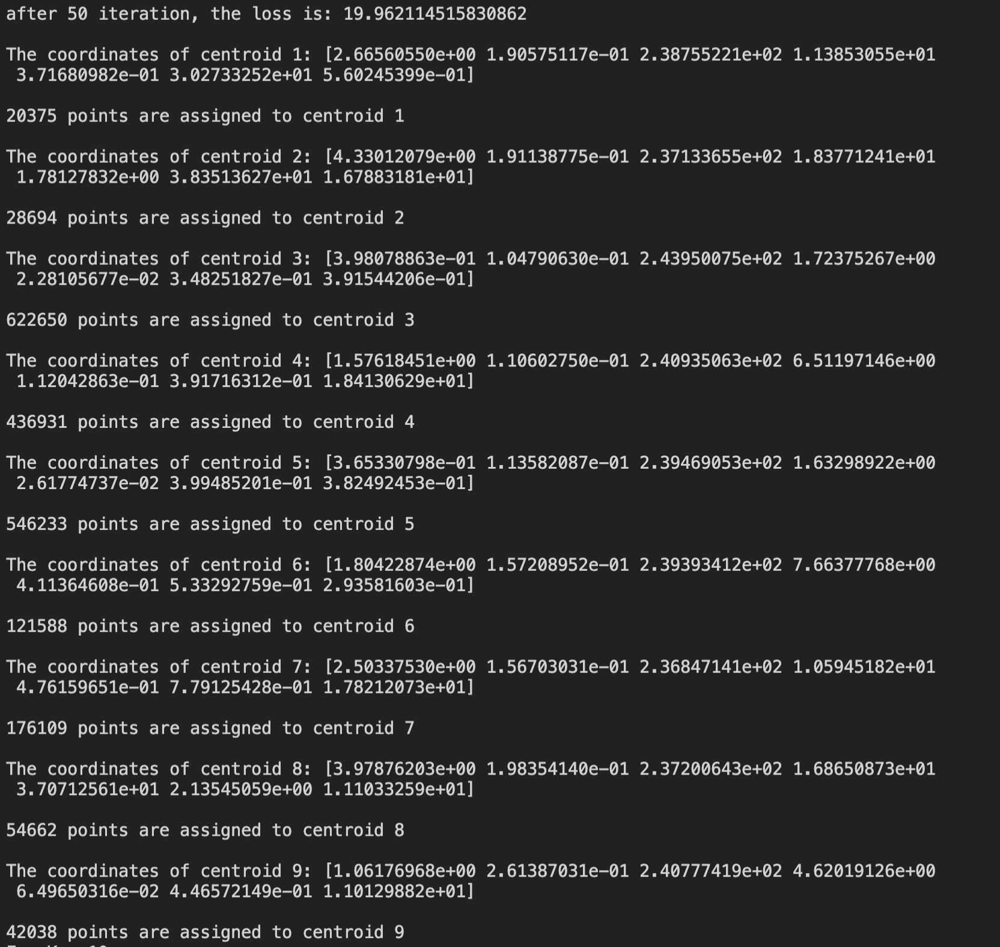 after 50 iteration, the loss is: 19.962114515830862
The coordinates of centroid 1: [2.66560550e+00 1.90575117e-01 2.38755221e+02 1.13853055e+01
3.71680982e-01 3.02733252e+01 5.60245399e-01]
20375 points are assigned to centroid 1
The coordinates of centroid 2: [4.33012079e+00 1.91138775e-01 2.37133655e+02 1.83771241e+01
1.78127832e+00 3.83513627e+01 1.67883181e+01]
28694 points are assigned to centroid 2
The coordinates of centroid 3: [3.98078863e-01 1.04790630e-01 2.43950075e+02 1.72375267e+00
2.28105677e-02 3.48251827e-01 3.91544206e-01]
622650 points are assigned to centroid 3
The coordinates of centroid 4: [1.57618451e+00 1.10602750e-01 2.40935063e+02 6.51197146e+00
1.12042863e-01 3.91716312e-01 1.84130629e+01]
436931 points are assigned to centroid 4
The coordinates of centroid 5: [3.65330798e-01 1.13582087e-01 2.39469053e+02 1.63298922e+00
2.61774737e-02 3.99485201e-01 3.82492453e-01]
546233 points are assigned to centroid 5
The coordinates of centroid 6: [1.80422874e+00 1.57208952e-01 2.39393412e+02 7.66377768e+00
4.11364608e-01 5.33292759e-01 2.93581603e-01]
121588 points are assigned to centroid 6
The coordinates of centroid 7: [2.50337530e+00 1.56703031e-01 2.36847141e+02 1.05945182e+01
4.76159651e-01 7.79125428e-01 1.78212073e+01]
176109 points are assigned to centroid 7
The coordinates of centroid 8: [3.97876203e+00 1.98354140e-01 2.37200643e+02 1.68650873e+01
3.70712561e+01 2.13545059e+00 1.11033259e+01]
54662 points are assigned to centroid 8
The coordinates of centroid 9: [1.06176968e+00 2.61387031e-01 2.40777419e+02 4.62019126e+00
6.49650316e-02 4.46572149e-01 1.10129882e+01]
42038 points are assigned to centroid 9